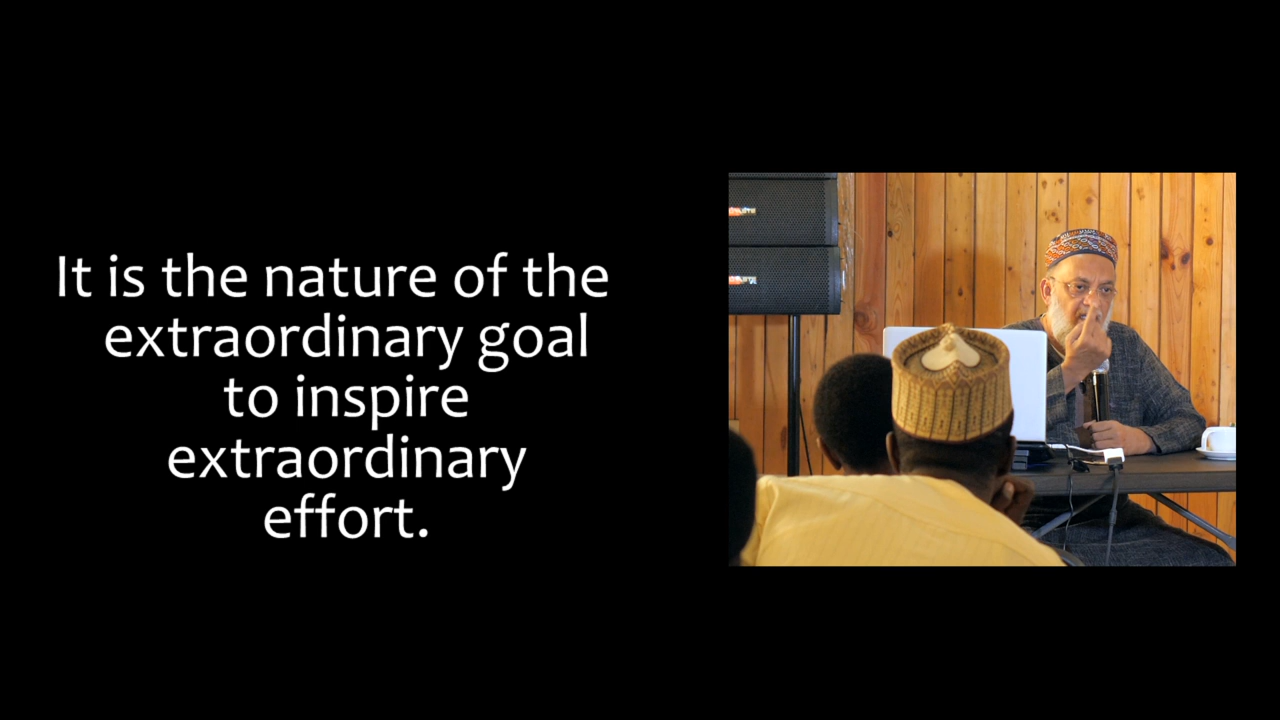 It is the nature of the
extraordinary goal
to inspire
extraordinary
effort.